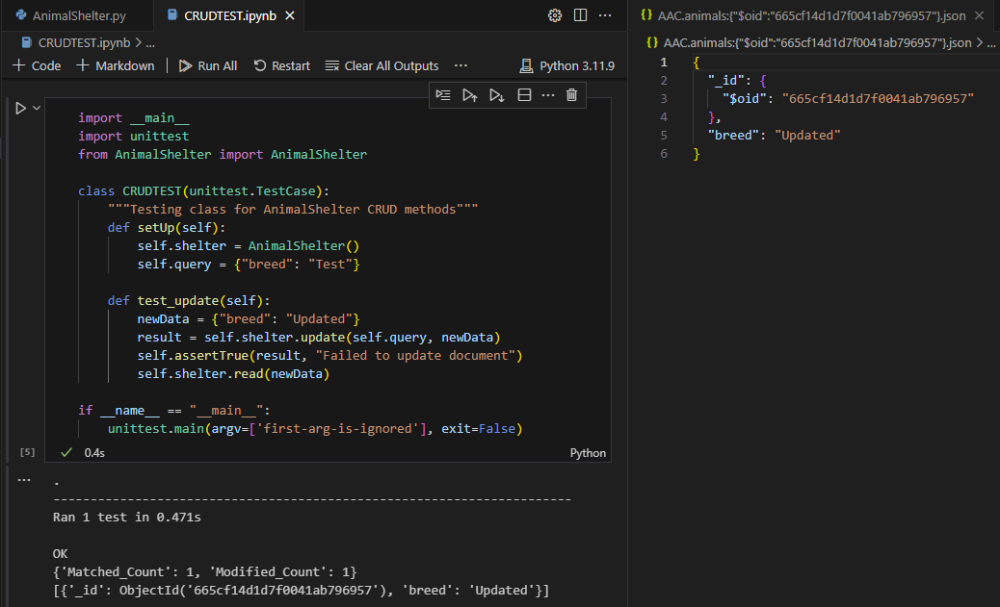 AnimalShelter.py
CRUDTEST.ipynb
CRUDTEST.ipynb > ...
+ Code + Markdown | Run All Restart Clear All Outputs ... Python 3.11.9
import __main__
import unittest
from AnimalShelter import AnimalShelter
class CRUDTEST(unittest.TestCase):
"""Testing class for AnimalShelter CRUD methods"""
def setUp(self):
self.shelter = AnimalShelter()
self.query = {"breed": "Test"}
def test_update(self):
newData = {"breed": "Updated"}
result = self.shelter.update(self.query, newData)
self.assertTrue(result, "Failed to update document")
self.shelter.read(newData)
if __name__ == "__main__":
unittest.main(argv=['first-arg-is-ignored'], exit=False)
[5] 0.4s Python
... .
----------------------------------------------------------------------
Ran 1 test in 0.471s
OK
{'Matched_Count': 1, 'Modified_Count': 1}
[{'_id': ObjectId('665cf14d1d7f0041ab796957'), 'breed': 'Updated'}]
{} AAC.animals:{"$oid":"665cf14d1d7f0041ab796957"}.json
{} AAC.animals:{"$oid":"665cf14d1d7f0041ab796957"}.json > ...
1 {
2 "_id": {
3 "$oid": "665cf14d1d7f0041ab796957"
4 },
5 "breed": "Updated"
6 }